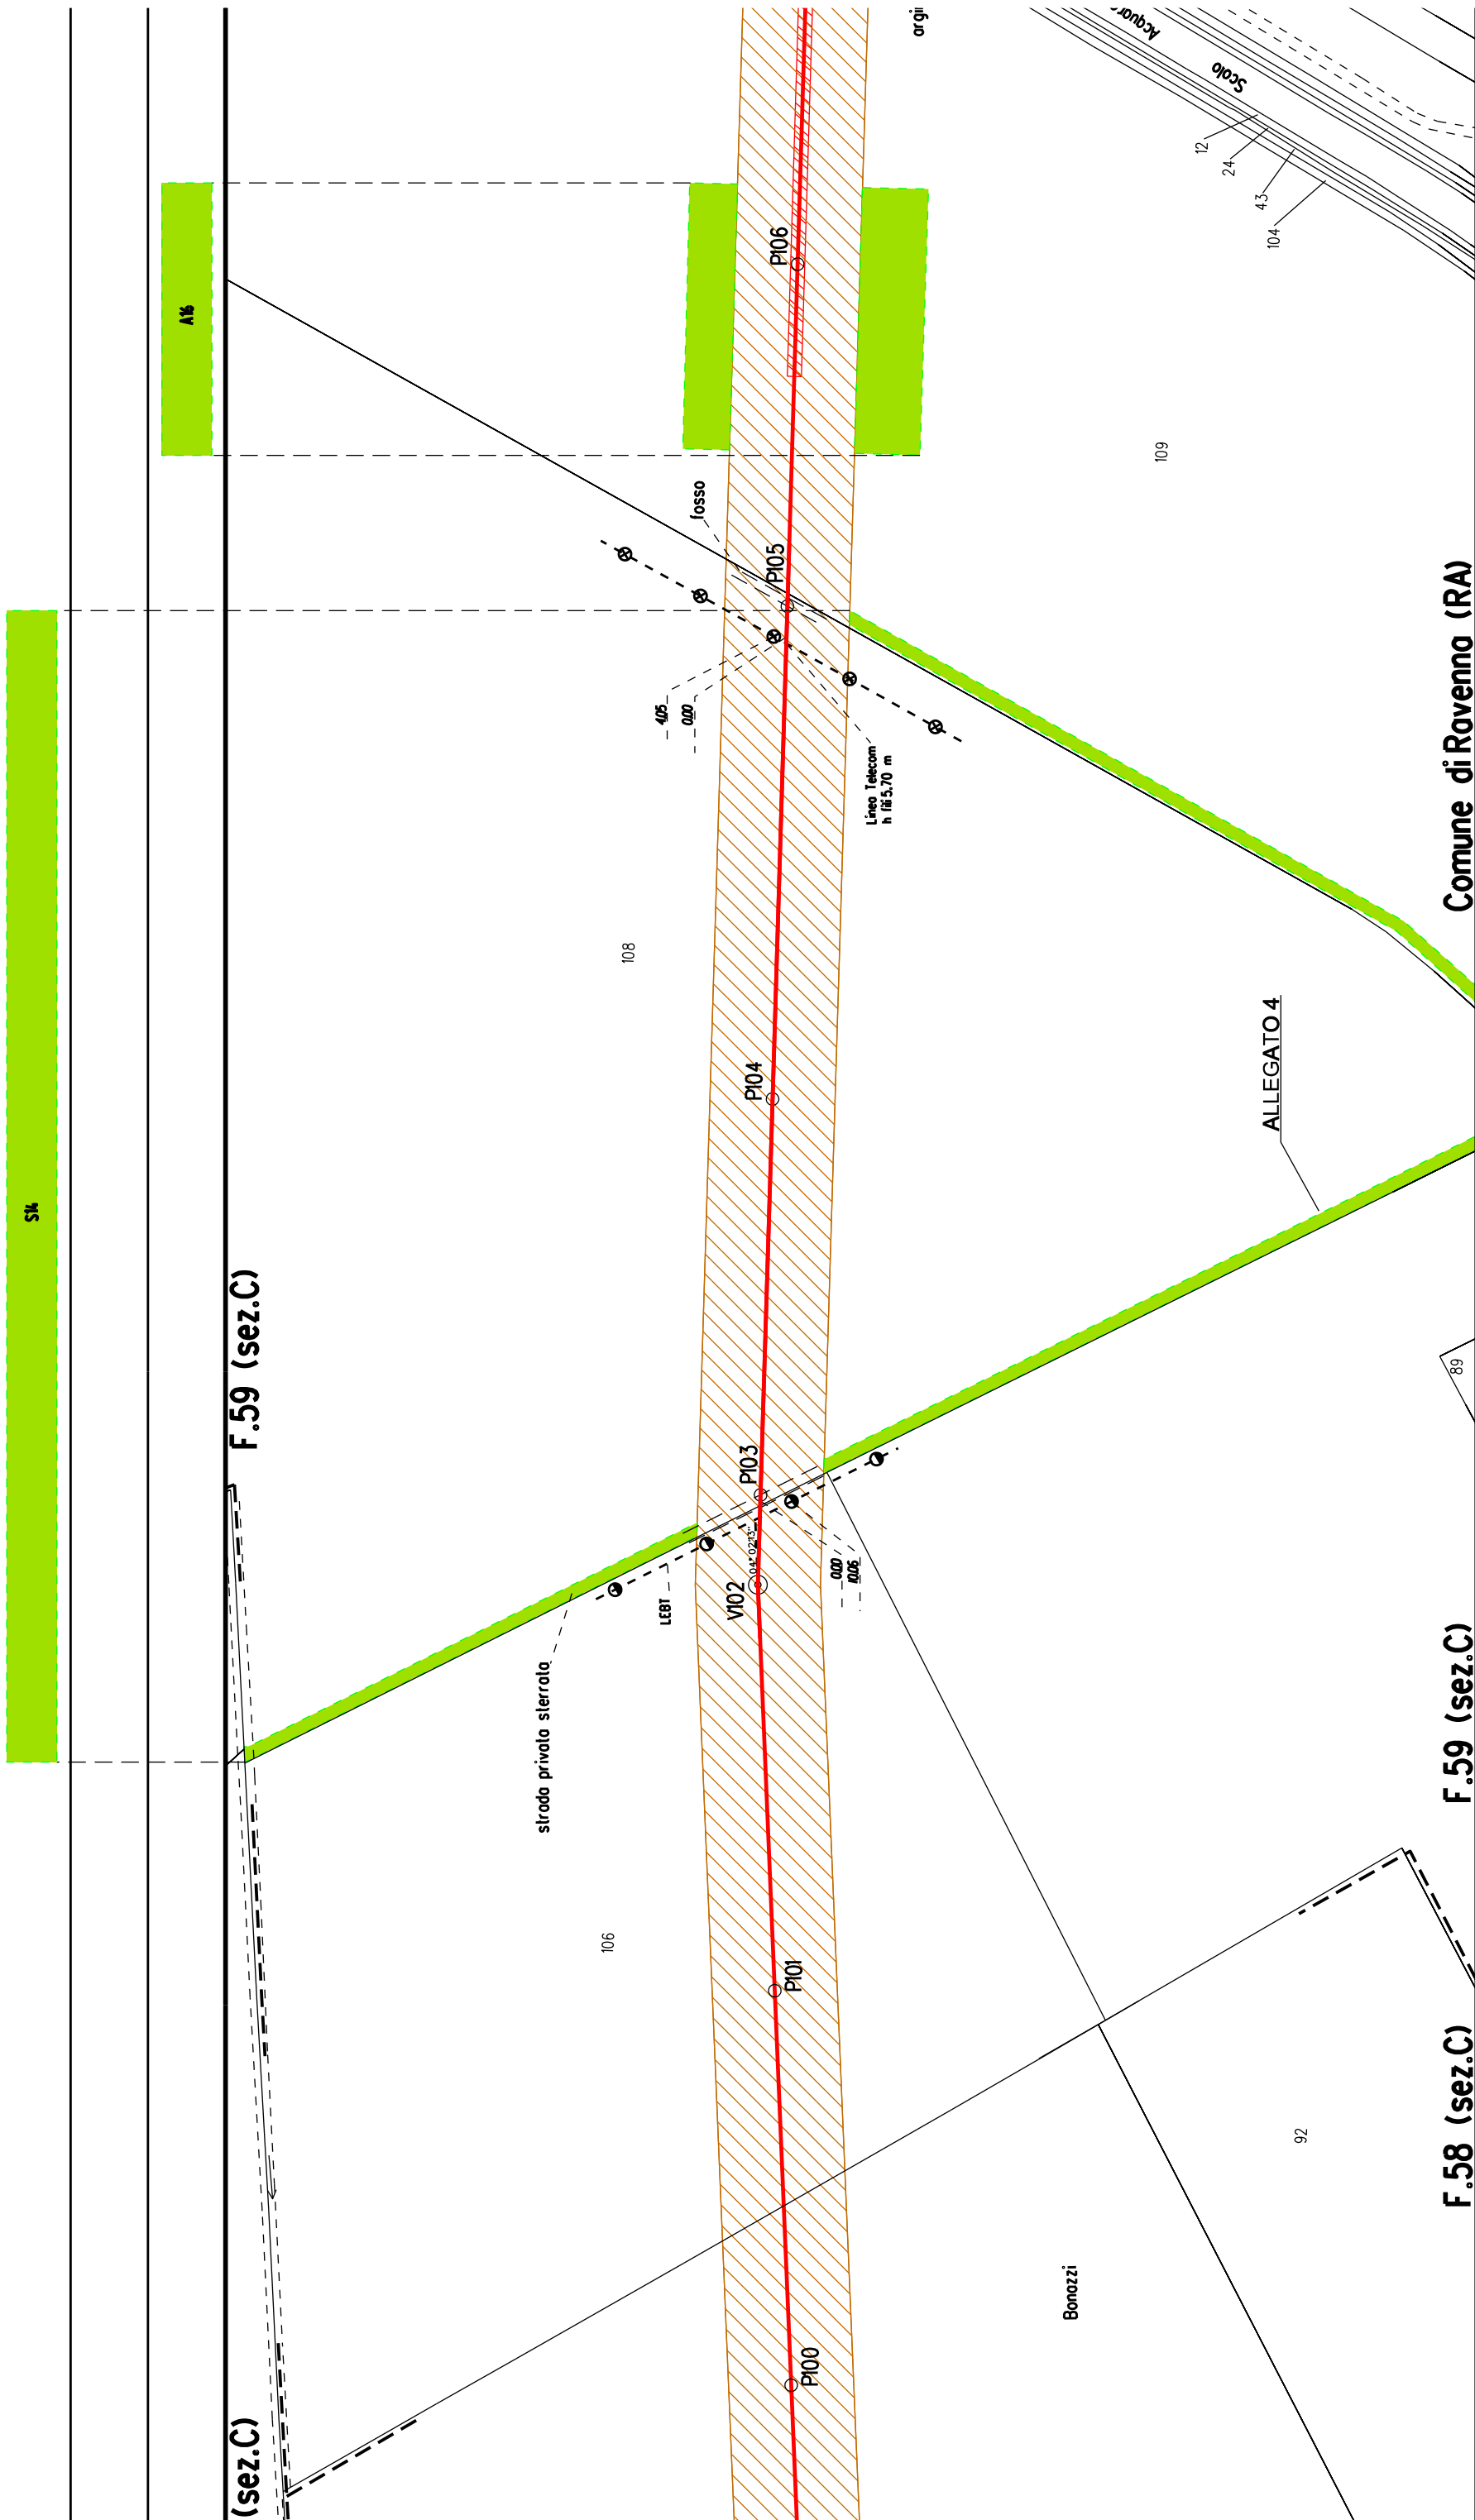 S14
A16
F.59 (sez.C)
(sez.C)
108
106
strada privata sterrata
LEBT
fosso
4.05
0.00
P106
P105
P104
P103
V102
P101
P100
0.00
10.06
Linea Telecom
h fili 5.70 m
109
Scolo
12
24
43
104
ALLEGATO 4
Bonazzi
92
89
Comune di Ravenna (RA)
F.59 (sez.C)
F.58 (sez.C)